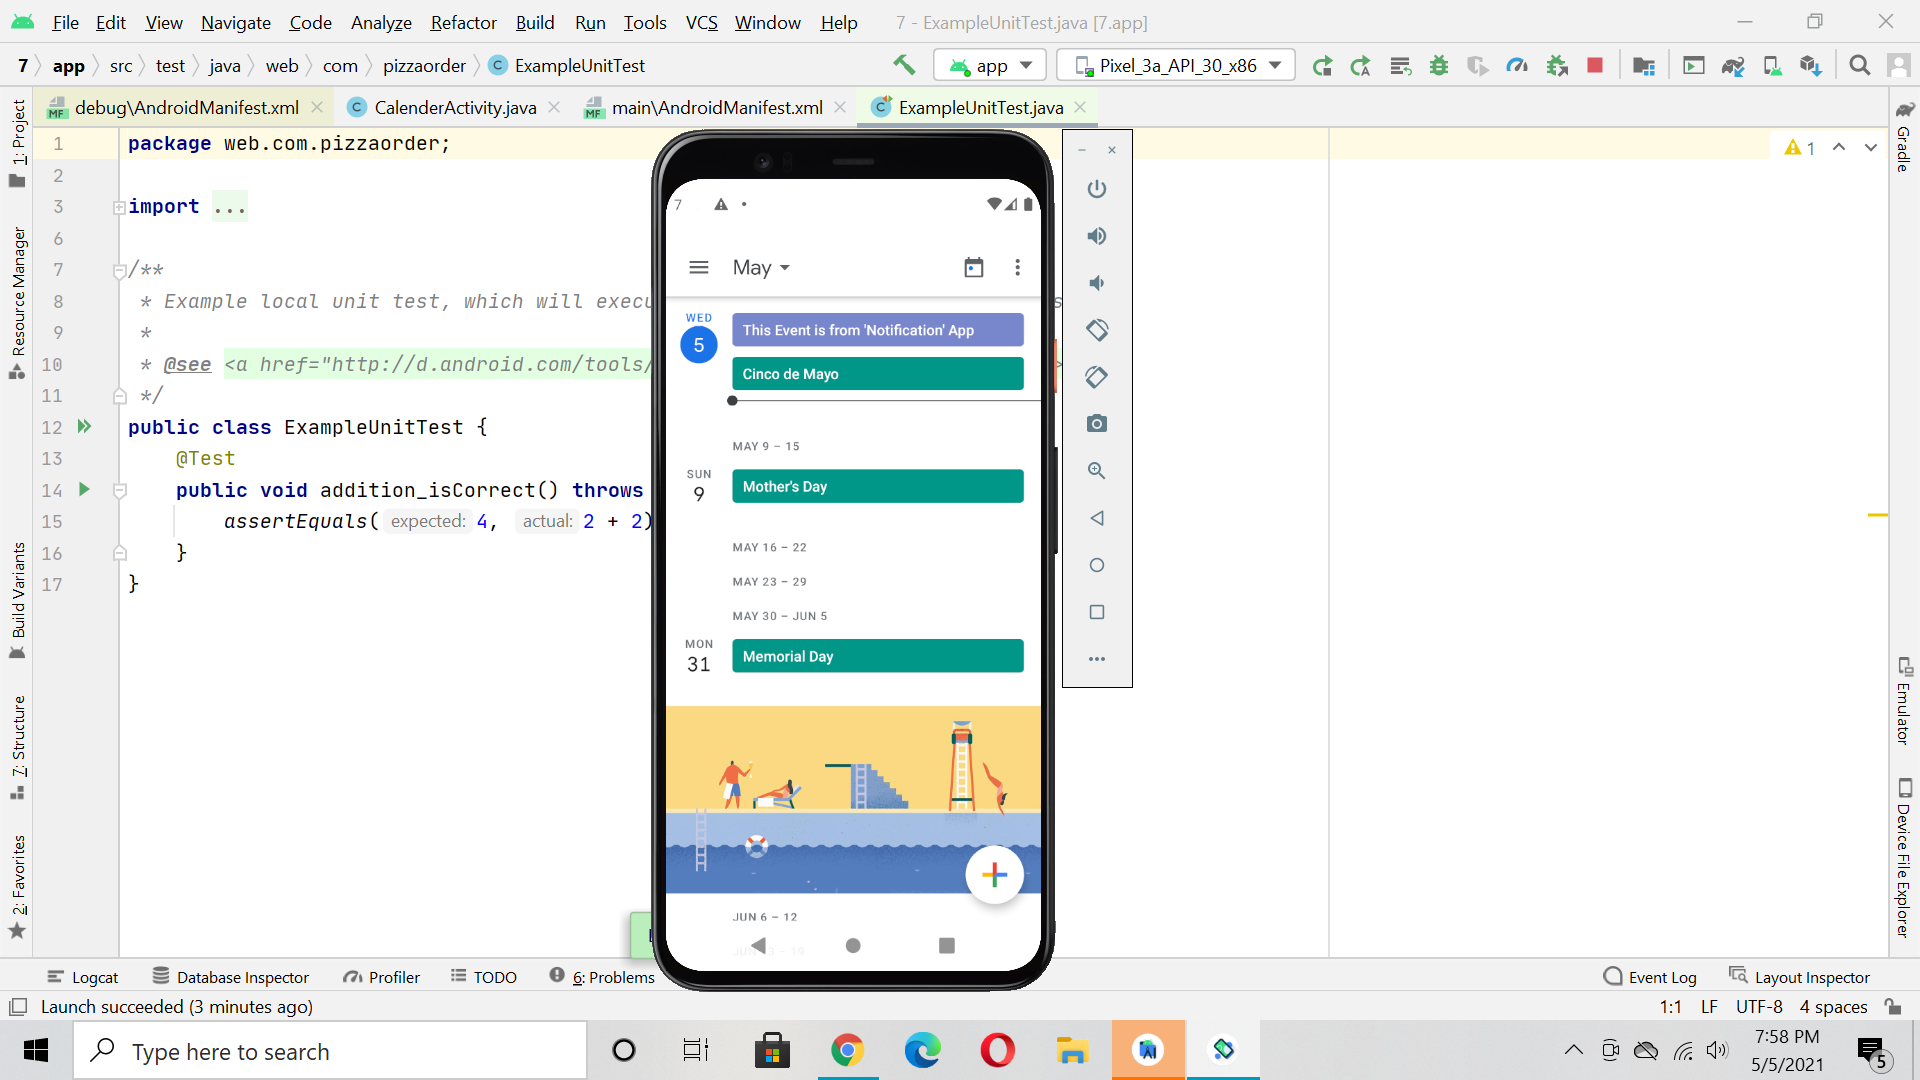 File Edit View Navigate Code Analyze Refactor Build Run Tools VCS Window Help 7 - ExampleUnitTest.java [7.app]
7 app src test java web com pizzaorder C ExampleUnitTest app Pixel_3a_API_30_x86
MF debug\AndroidManifest.xml C CalenderActivity.java MF main\AndroidManifest.xml C ExampleUnitTest.java
1: Project
Resource Manager
Build Variants
7: Structure
2: Favorites
1 package web.com.pizzaorder;
2
3 import ...
6
7 /**
8 * Example local unit test, which will execu
9 *
10 * @see <a href="http://d.android.com/tools/
11 */
12 public class ExampleUnitTest {
13 @Test
14 public void addition_isCorrect() throws
15 assertEquals( expected: 4, actual: 2 + 2)
16 }
17 }
1
7
May
WED
5
This Event is from 'Notification' App
Cinco de Mayo
MAY 9 – 15
SUN
9
Mother's Day
MAY 16 – 22
MAY 23 – 29
MAY 30 – JUN 5
MON
31
Memorial Day
JUN 6 – 12
Gradle
Emulator
Device File Explorer
Logcat Database Inspector Profiler TODO 6: Problems Event Log Layout Inspector
Launch succeeded (3 minutes ago) 1:1 LF UTF-8 4 spaces
Type here to search
7:58 PM
5/5/2021
5